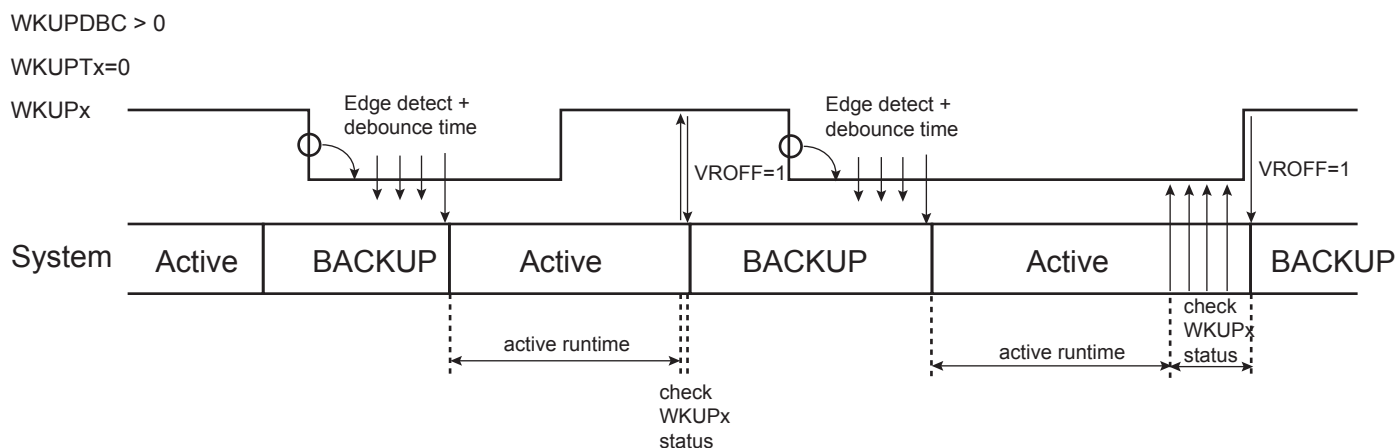 WKUPDBC > 0
WKUPTx=0
WKUPx
Edge detect +
debounce time
VROFF=1
Edge detect +
debounce time
VROFF=1
System
Active
BACKUP
Active
BACKUP
Active
BACKUP
active runtime
check
WKUPx
status
active runtime
check
WKUPx
status